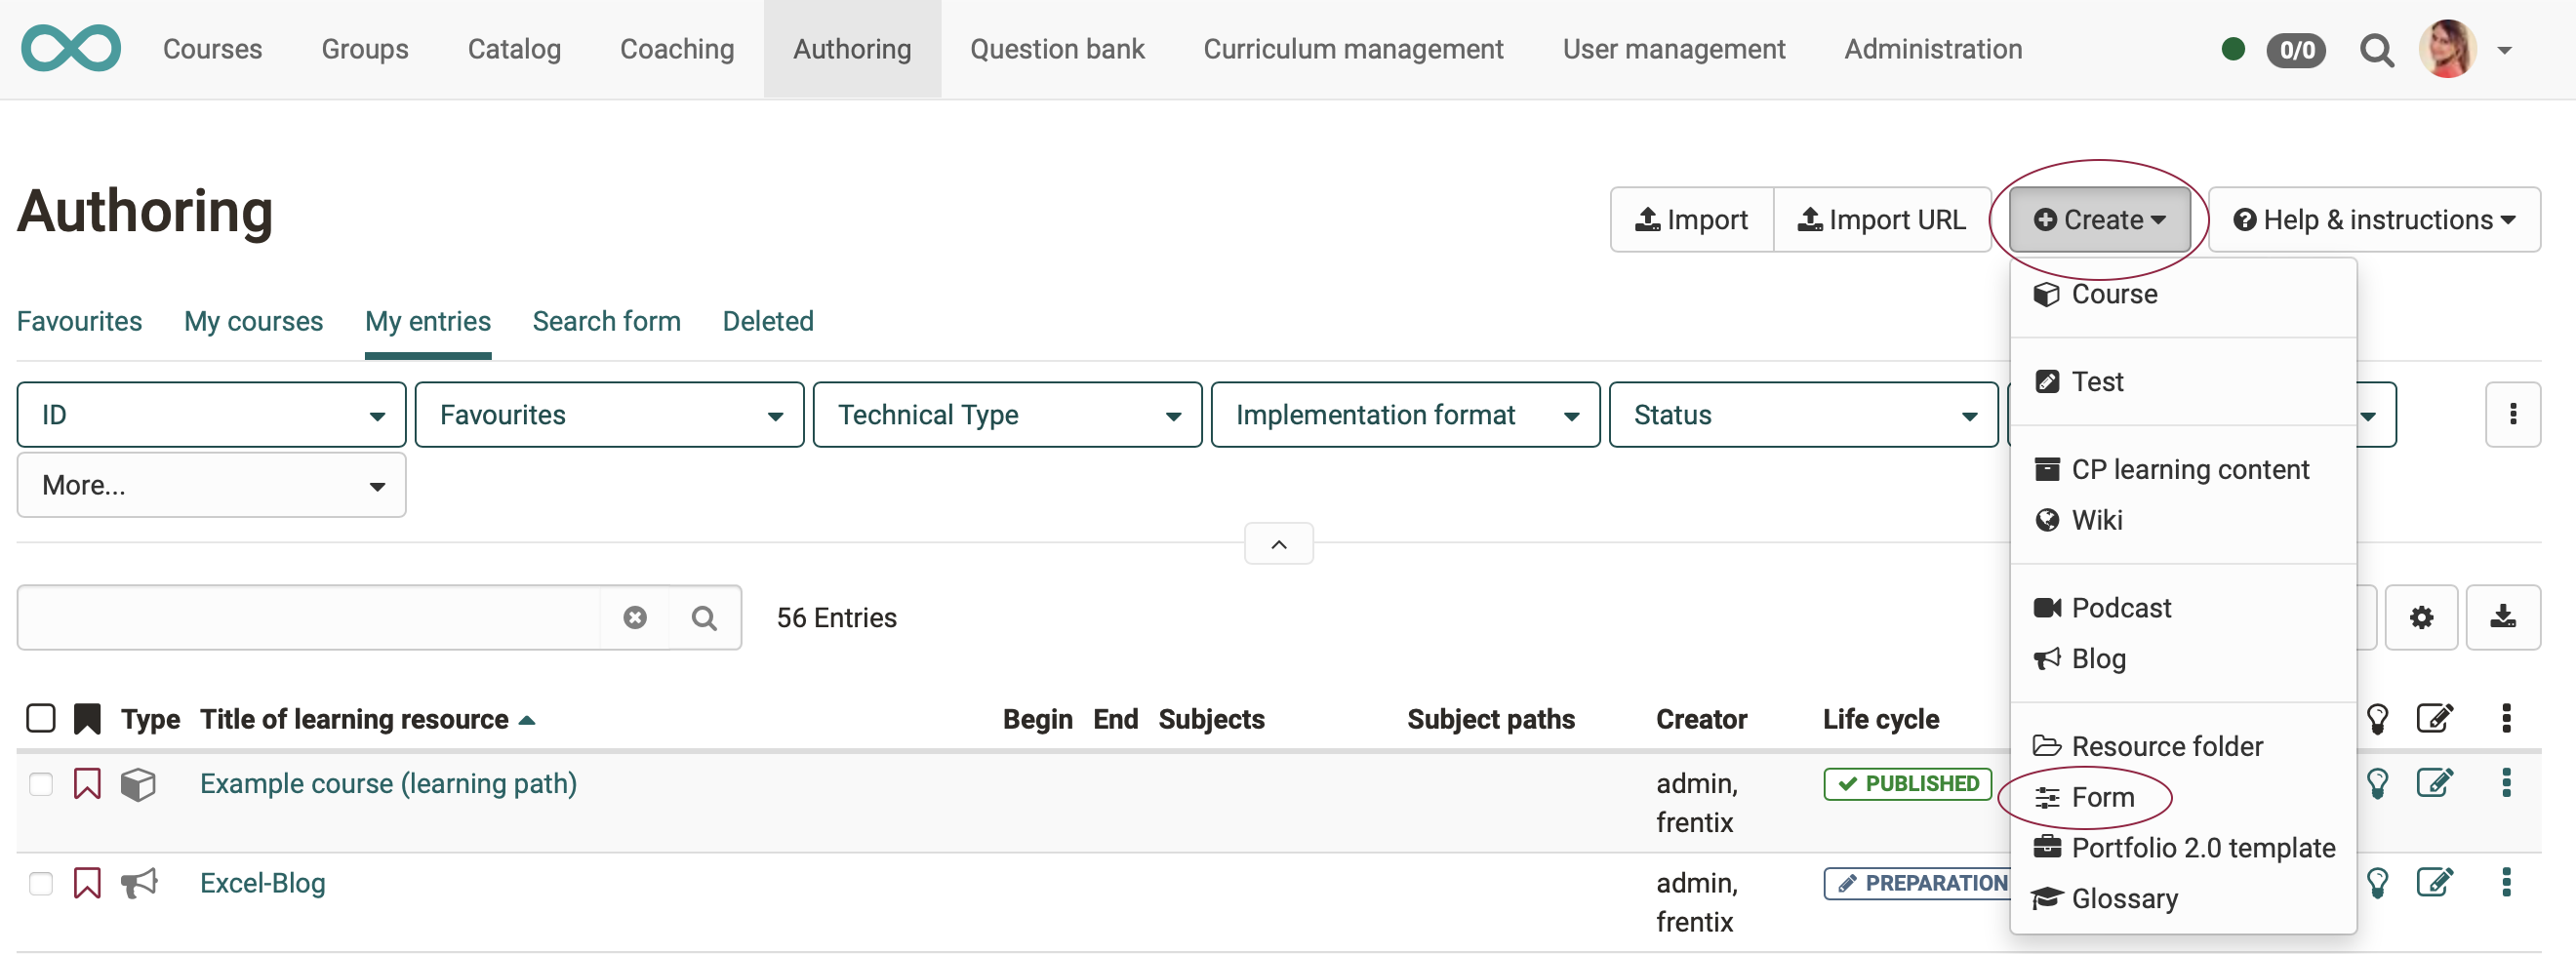 Courses Groups Catalog Coaching Authoring Question bank Curriculum management User management Administration 0/0
Authoring
Import Import URL Create Help & instructions
Course
Test
CP learning content
Wiki
Podcast
Blog
Resource folder
Form
Portfolio 2.0 template
Glossary
Favourites My courses My entries Search form Deleted
ID Favourites Technical Type Implementation format Status
More...
56 Entries
Type Title of learning resource Begin End Subjects Subject paths Creator Life cycle
Example course (learning path) admin, PUBLISHED
frentix
Excel-Blog admin, PREPARATION
frentix